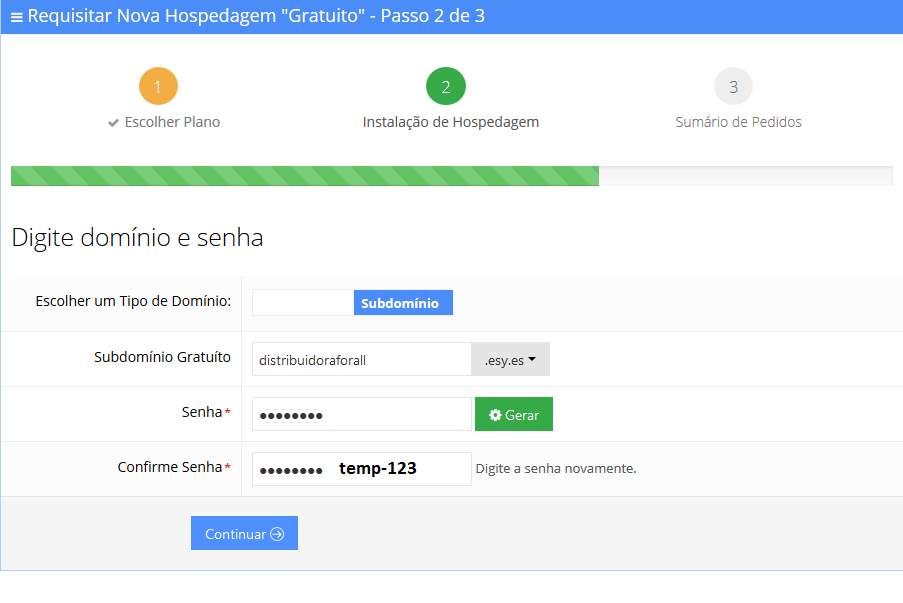 Requisitar Nova Hospedagem "Gratuito" - Passo 2 de 3
1
2
3
Escolher Plano
Instalação de Hospedagem
Sumário de Pedidos
Digite domínio e senha
Escolher um Tipo de Domínio:
Subdomínio
Subdomínio Gratuíto
distribuidoraforall
.esy.es
Senha*
••••••••
Gerar
Confirme Senha*
•••••••• temp-123
Digite a senha novamente.
Continuar